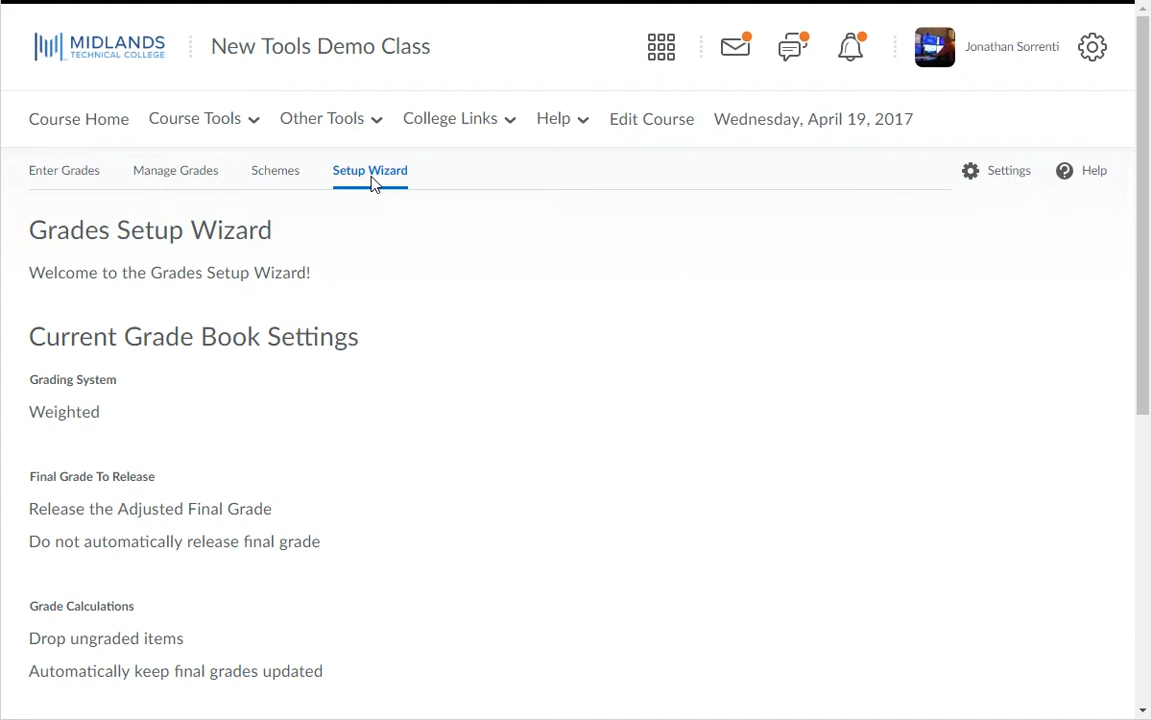 MIDLANDS
TECHNICAL COLLEGE
New Tools Demo Class
Jonathan Sorrenti
Course Home Course Tools Other Tools College Links Help Edit Course Wednesday, April 19, 2017
Enter Grades Manage Grades Schemes Setup Wizard Settings Help
Grades Setup Wizard
Welcome to the Grades Setup Wizard!
Current Grade Book Settings
Grading System
Weighted
Final Grade To Release
Release the Adjusted Final Grade
Do not automatically release final grade
Grade Calculations
Drop ungraded items
Automatically keep final grades updated